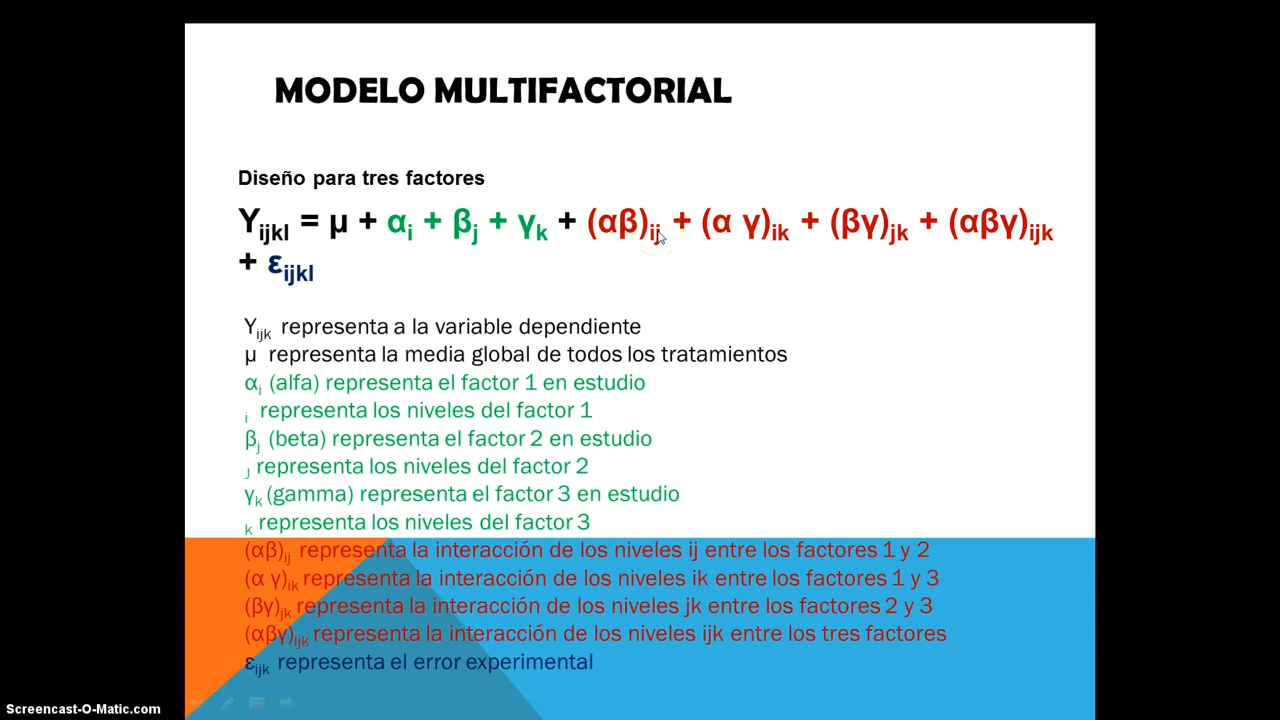 MODELO MULTIFACTORIAL
Diseño para tres factores
Yijkl = μ + αi + βj + γk + (αβ)ij + (α γ)ik + (βγ)jk + (αβγ)ijk
+ εijkl
Yijk representa a la variable dependiente
μ representa la media global de todos los tratamientos
αi (alfa) representa el factor 1 en estudio
i representa los niveles del factor 1
βj (beta) representa el factor 2 en estudio
J representa los niveles del factor 2
γk (gamma) representa el factor 3 en estudio
k representa los niveles del factor 3
(αβ)ij representa la interacción de los niveles ij entre los factores 1 y 2
(α γ)ik representa la interacción de los niveles ik entre los factores 1 y 3
(βγ)jk representa la interacción de los niveles jk entre los factores 2 y 3
(αβγ)ijk representa la interacción de los niveles ijk entre los tres factores
εijk representa el error experimental
Screencast-O-Matic.com